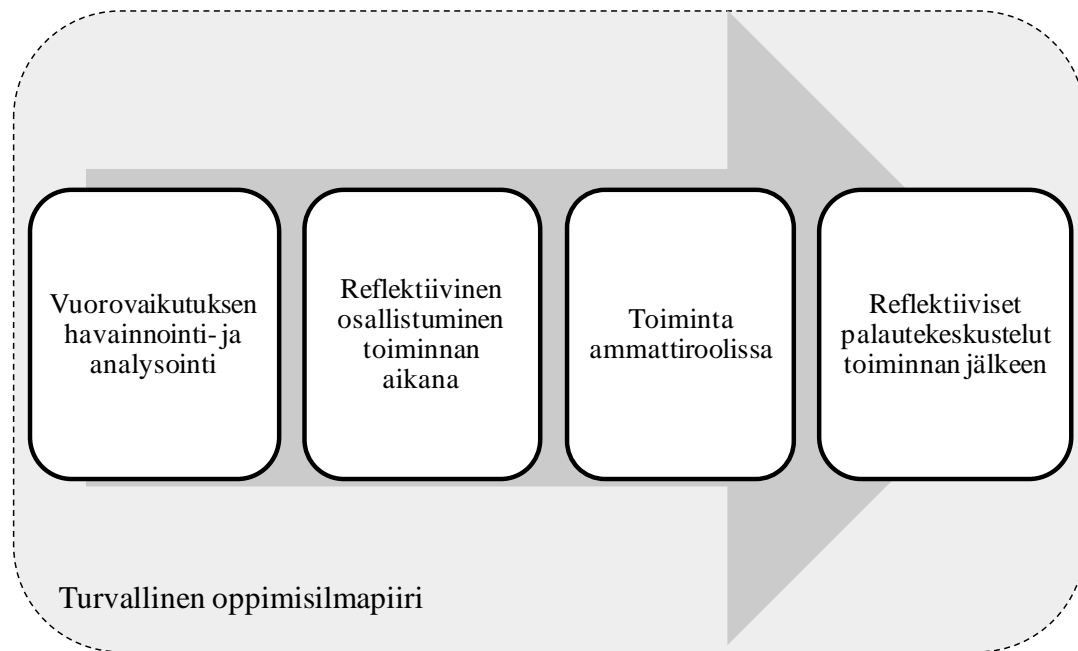 Vuorovaikutuksen
havainnointi- ja
analysointi
Reflektiivinen
osallistuminen
toiminnan
aikana
Toiminta
ammattiroolissa
Reflektiiviset
palautekeskustelut
toiminnan jälkeen
Turvallinen oppimisilmapiiri